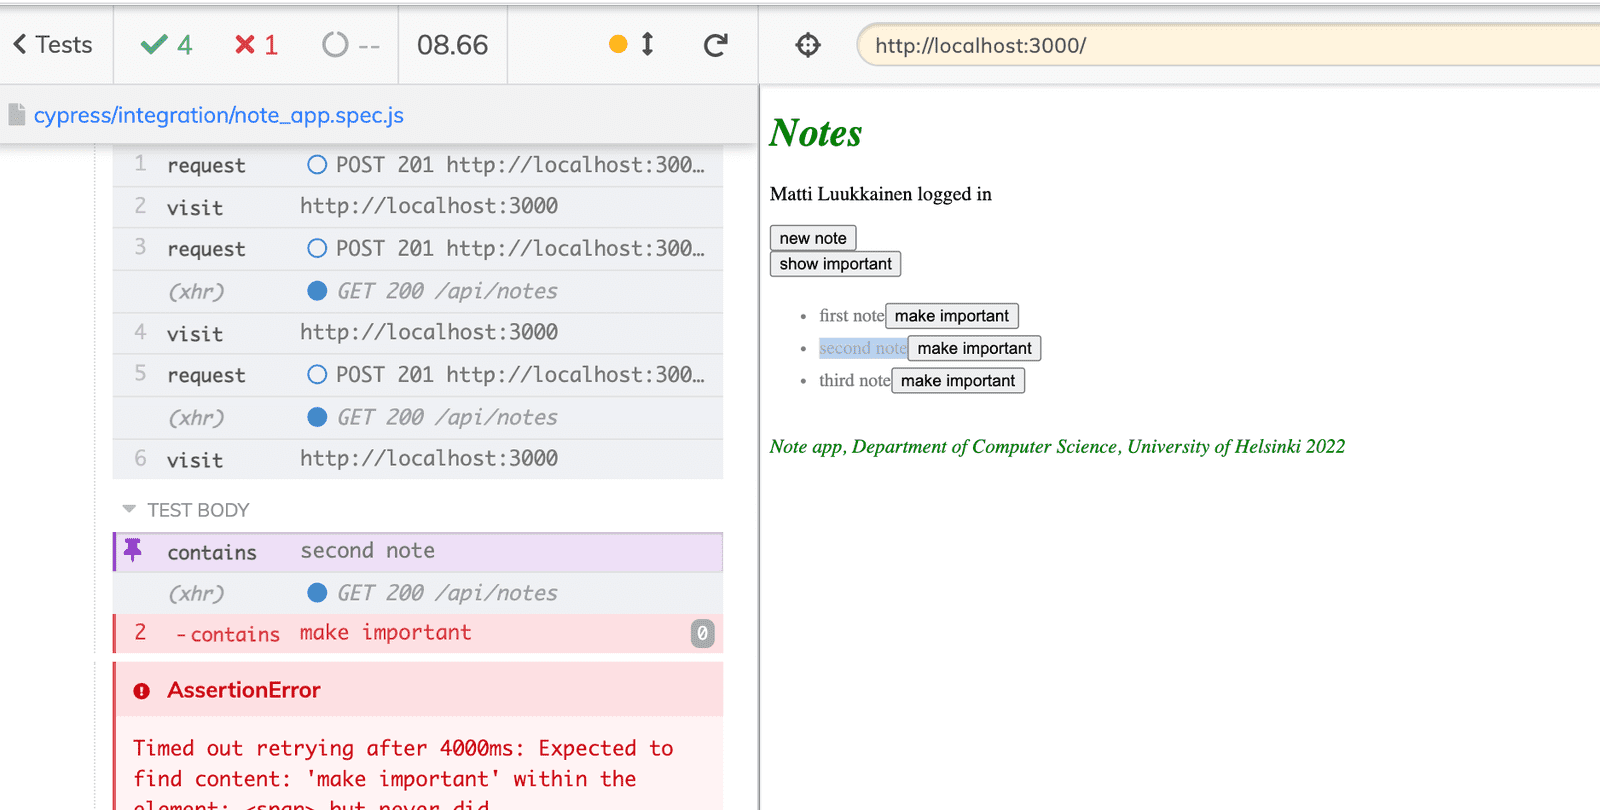 Tests 4 1 -- 08.66 http://localhost:3000/
cypress/integration/note_app.spec.js
1 request POST 201 http://localhost:300…
2 visit http://localhost:3000
3 request POST 201 http://localhost:300…
(xhr) GET 200 /api/notes
4 visit http://localhost:3000
5 request POST 201 http://localhost:300…
(xhr) GET 200 /api/notes
6 visit http://localhost:3000
TEST BODY
contains second note
(xhr) GET 200 /api/notes
2 -contains make important 0
AssertionError
Timed out retrying after 4000ms: Expected to
find content: 'make important' within the
element: <span> but never did
Notes
Matti Luukkainen logged in
new note
show important
• first note make important
• second note make important
• third note make important
Note app, Department of Computer Science, University of Helsinki 2022